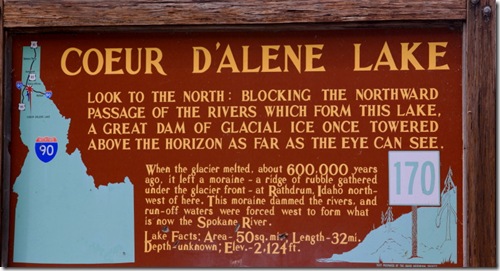 COEUR D'ALENE LAKE
LOOK TO THE NORTH: BLOCKING THE NORTHWARD
PASSAGE OF THE RIVERS WHICH FORM THIS LAKE,
A GREAT DAM OF GLACIAL ICE ONCE TOWERED
ABOVE THE HORIZON AS FAR AS THE EYE CAN SEE.
90
When the glacier melted, about 600,000 years
ago, it left a moraine - a ridge of rubble gathered
under the glacier front - at Rathdrum, Idaho north-
west of here. This moraine dammed the rivers, and
run-off waters were forced west to form what
is now the Spokane River.
Lake Facts; Area - 50 sq. mi.; Length - 32 mi.
Depth - unknown; Elev. - 2,124 ft.
170